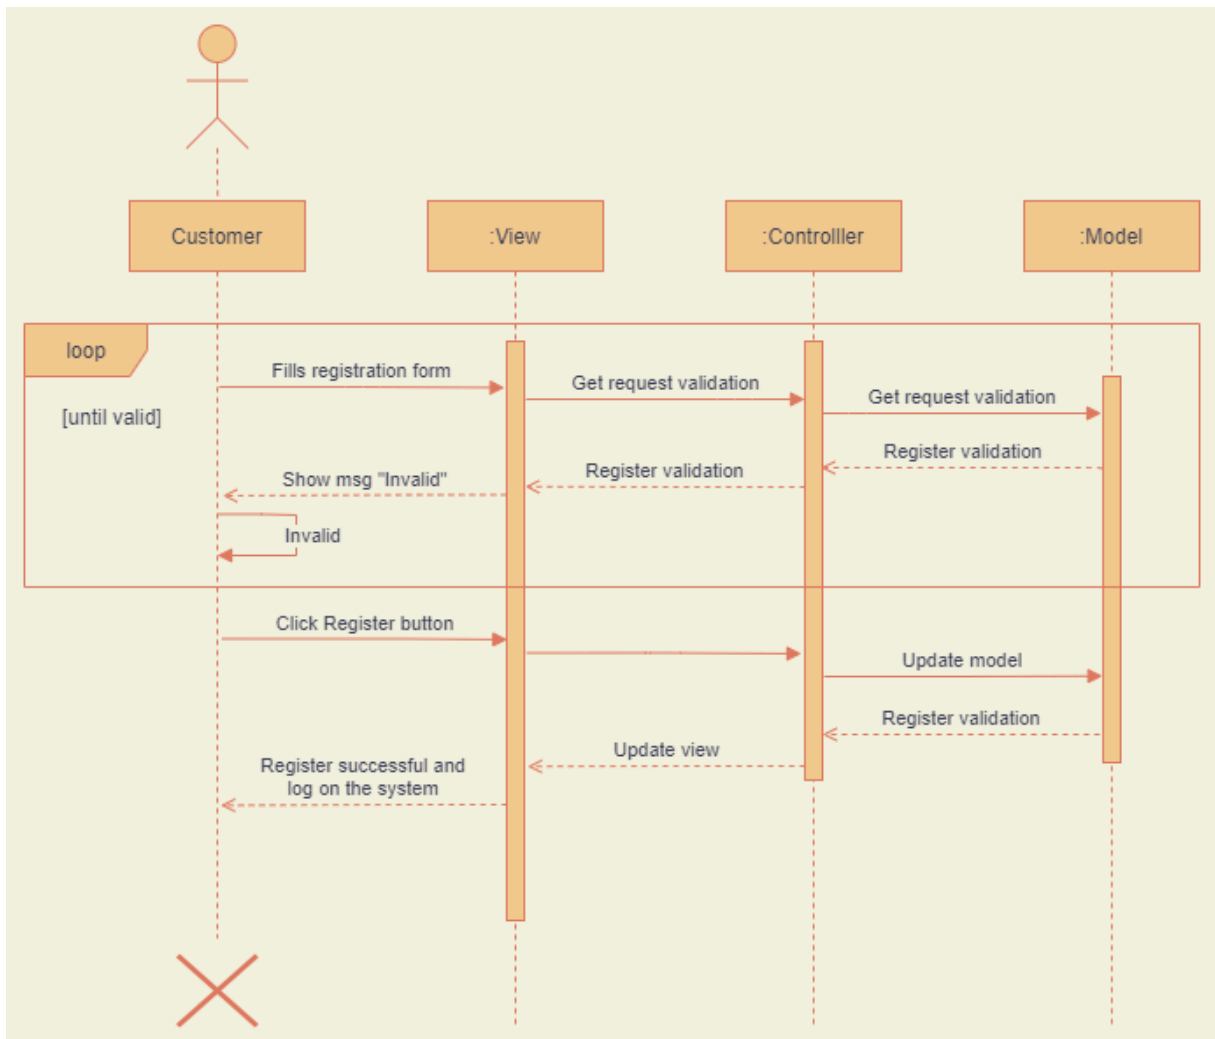 Customer
:View
:Controlller
:Model
loop
[until valid]
Fills registration form
Get request validation
Get request validation
Register validation
Register validation
Show msg "Invalid"
Invalid
Click Register button
Update model
Register validation
Update view
Register successful and
log on the system